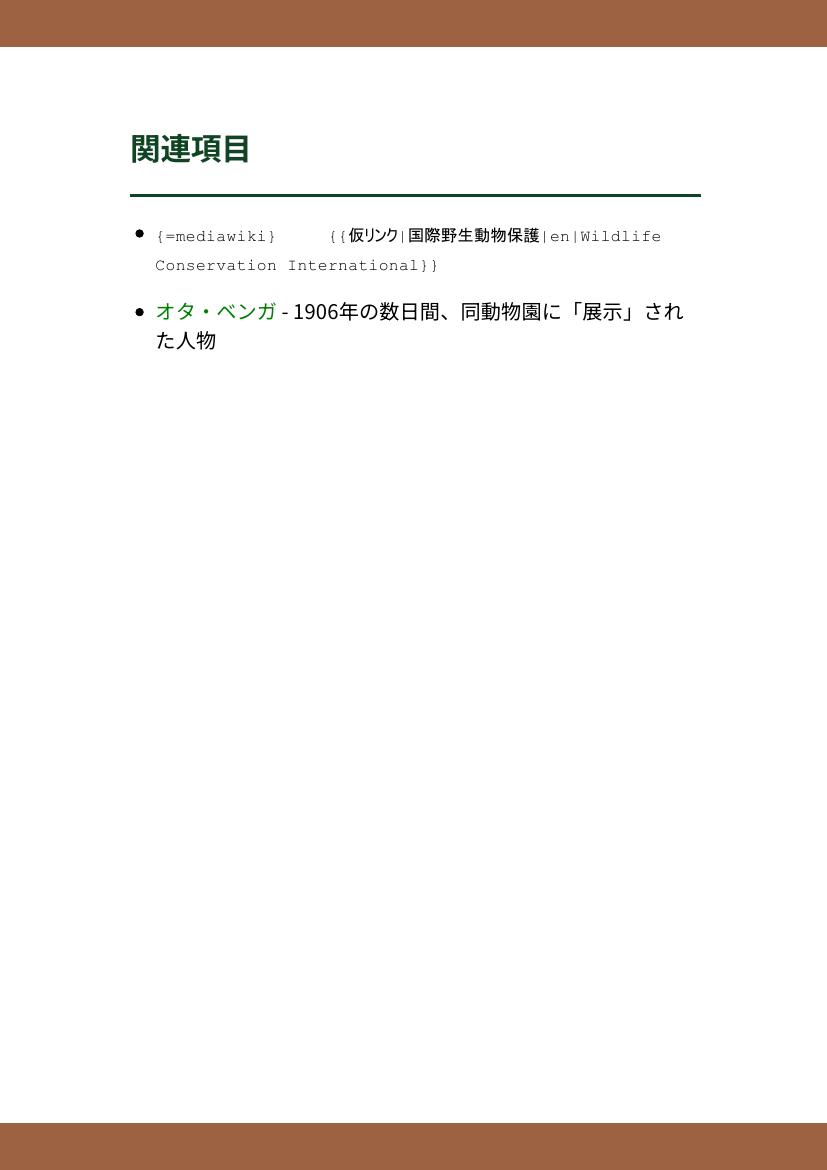 関連項目
● {=mediawiki} {{仮リンク|国際野生動物保護|en|Wildlife
Conservation International}}
● オタ・ベンガ - 1906年の数日間、同動物園に「展示」され
た人物